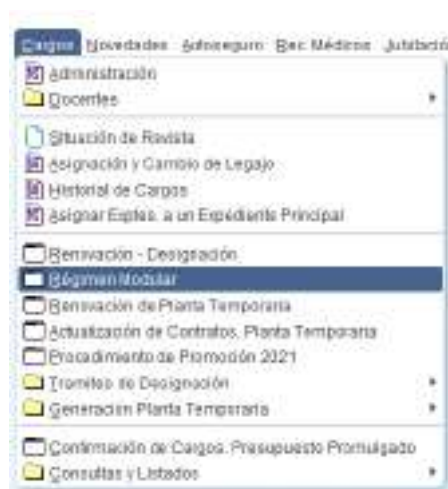 Cargos Novedades Autoseguro Rec. Médicos Jubilació
Administración
Docentes
Situación de Revista
Asignación y Cambio de Legajo
Historial de Cargos
Asignar Exptes. a un Expediente Principal
Renovación - Designación
Régimen Modular
Renovación de Planta Temporaria
Actualización de Contratos. Planta Temporaria
Procedimiento de Promoción 2021
Tramites de Designación
Generación Planta Temporaria
Confirmación de Cargos. Presupuesto Promulgado
Consultas y Listados